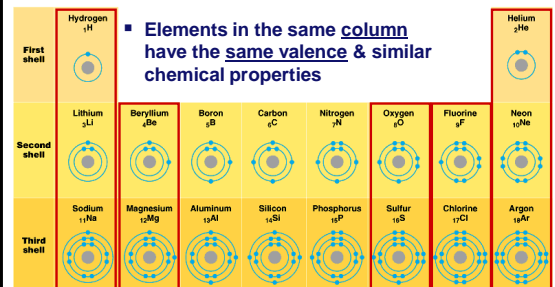 Hydrogen
₁H
▪ Elements in the same column
have the same valence & similar
chemical properties
Helium
₂He
First
shell
Lithium
₃Li
Beryllium
₄Be
Boron
₅B
Carbon
₆C
Nitrogen
₇N
Oxygen
₈O
Fluorine
₉F
Neon
₁₀Ne
Second
shell
Sodium
₁₁Na
Magnesium
₁₂Mg
Aluminum
₁₃Al
Silicon
₁₄Si
Phosphorus
₁₅P
Sulfur
₁₆S
Chlorine
₁₇Cl
Argon
₁₈Ar
Third
shell